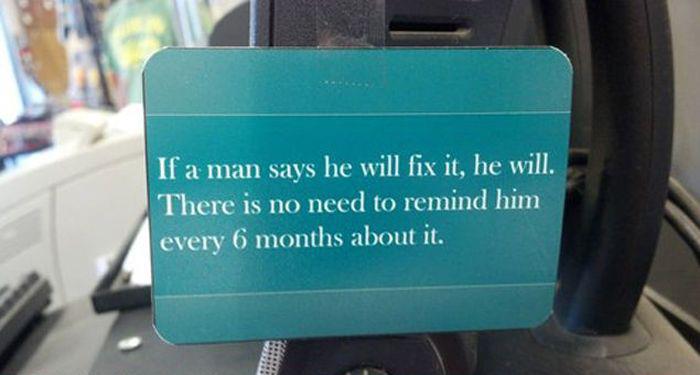 If a man says he will fix it, he will.
There is no need to remind him
every 6 months about it.